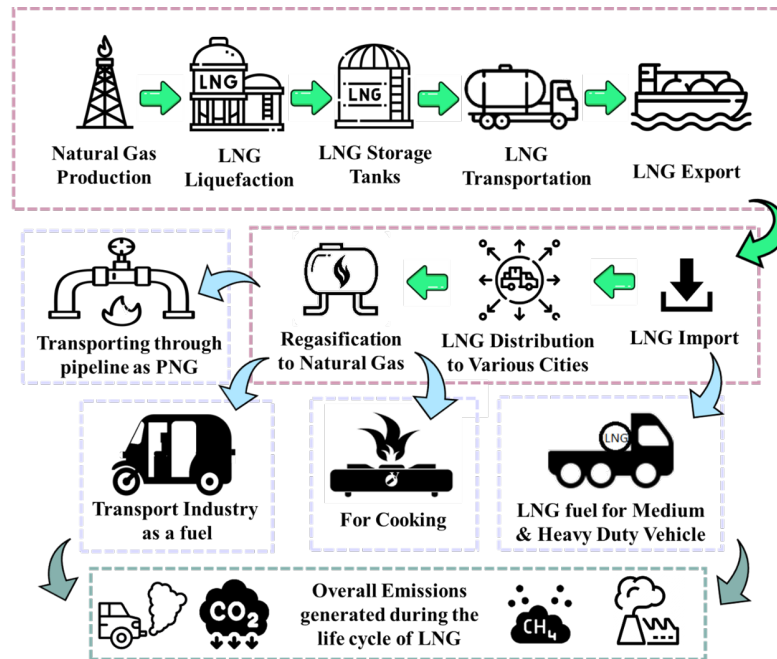 LNG
LNG
Natural Gas
Production
LNG
Liquefaction
LNG Storage
Tanks
LNG
Transportation
LNG Export
Transporting through
pipeline as PNG
Regasification
to Natural Gas
LNG Distribution
to Various Cities
LNG Import
Transport Industry
as a fuel
For Cooking
LNG
LNG fuel for Medium
& Heavy Duty Vehicle
CO2
Overall Emissions
generated during the
life cycle of LNG
CH4